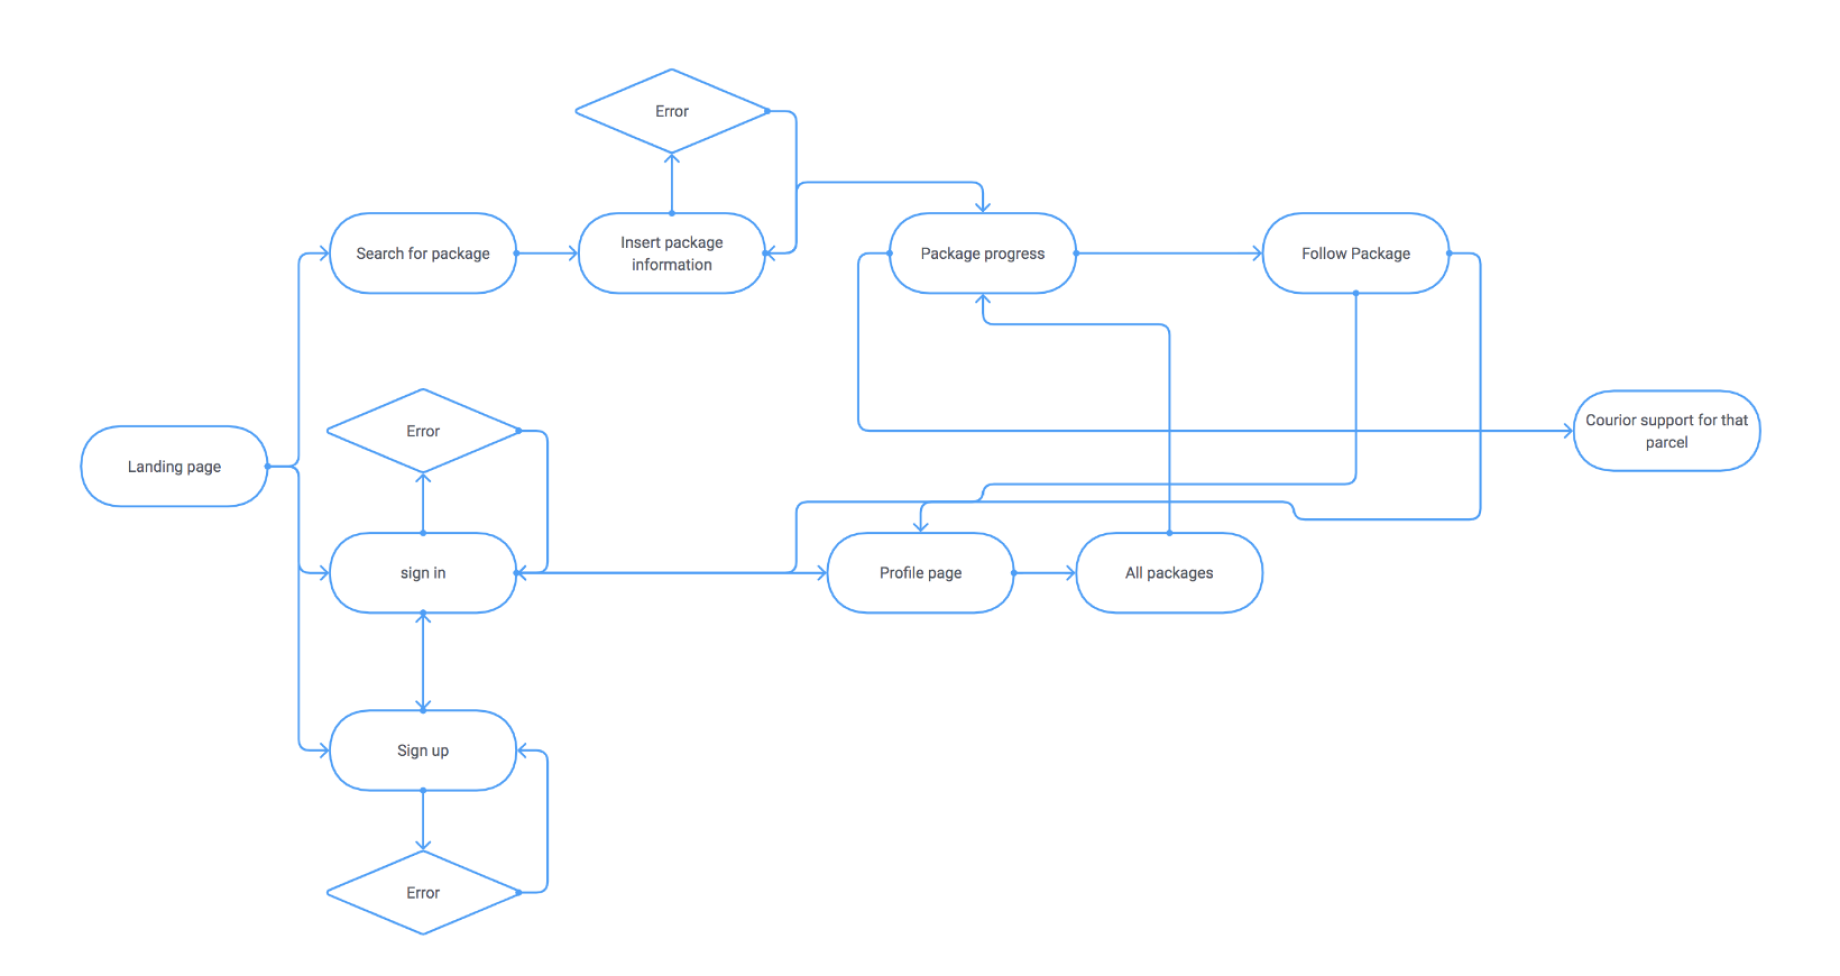 Error
Search for package
Insert package
information
Package progress
Follow Package
Error
Courior support for that
parcel
Landing page
sign in
Profile page
All packages
Sign up
Error